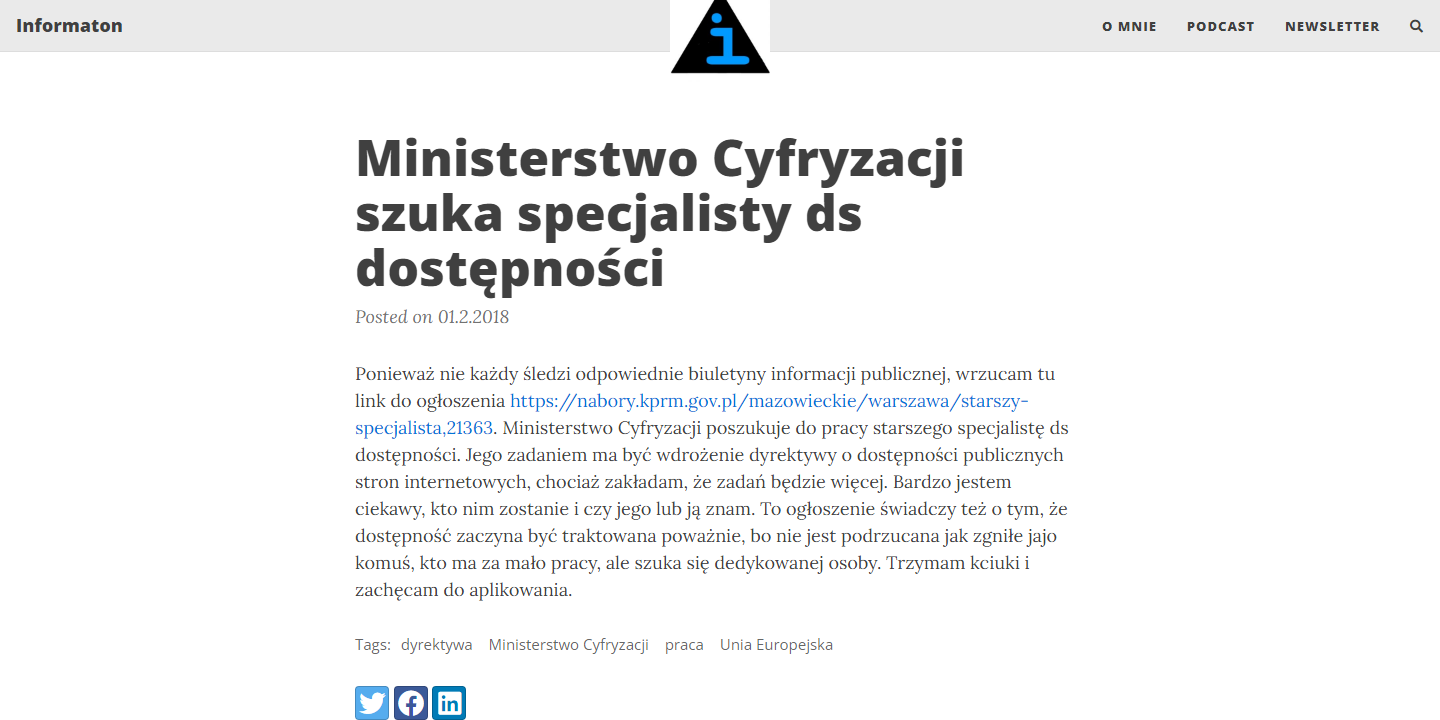 Informaton
i
O MNIE
PODCAST
NEWSLETTER
Ministerstwo Cyfryzacji
szuka specjalisty ds
dostępności
Posted on 01.2.2018
Ponieważ nie każdy śledzi odpowiednie biuletyny informacji publicznej, wrzucam tu
link do ogłoszenia https://nabory.kprm.gov.pl/mazowieckie/warszawa/starszy-
specjalista,21363. Ministerstwo Cyfryzacji poszukuje do pracy starszego specjalistę ds
dostępności. Jego zadaniem ma być wdrożenie dyrektywy o dostępności publicznych
stron internetowych, chociaż zakładam, że zadań będzie więcej. Bardzo jestem
ciekawy, kto nim zostanie i czy jego lub ją znam. To ogłoszenie świadczy też o tym, że
dostępność zaczyna być traktowana poważnie, bo nie jest podrzucana jak zgniłe jajo
komuś, kto ma za mało pracy, ale szuka się dedykowanej osoby. Trzymam kciuki i
zachęcam do aplikowania.
Tags: dyrektywa Ministerstwo Cyfryzacji praca Unia Europejska